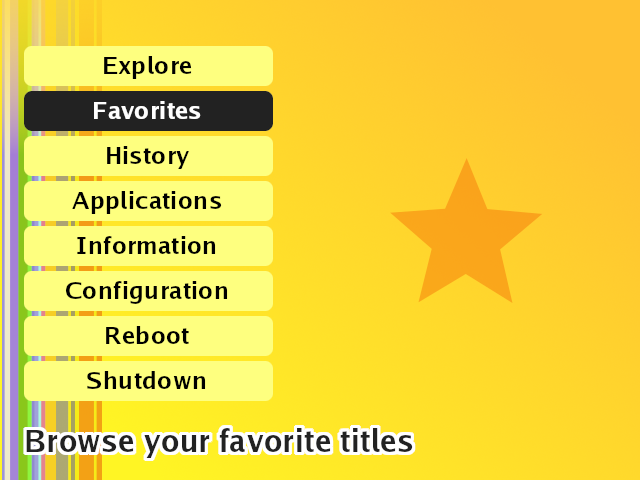 Explore
Favorites
History
Applications
Information
Configuration
Reboot
Shutdown
Browse your favorite titles